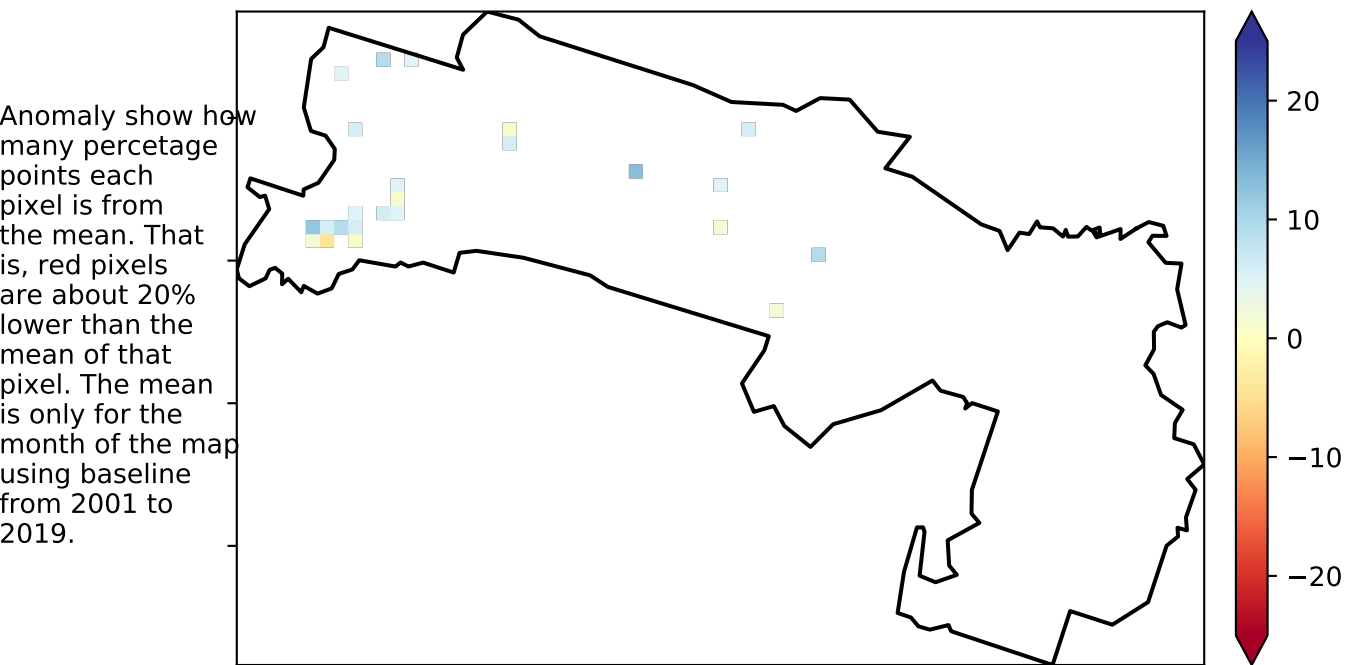 Anomaly show how
many percetage
points each
pixel is from
the mean. That
is, red pixels
are about 20%
lower than the
mean of that
pixel. The mean
is only for the
month of the map
using baseline
from 2001 to
2019.
20
10
0
−10
−20